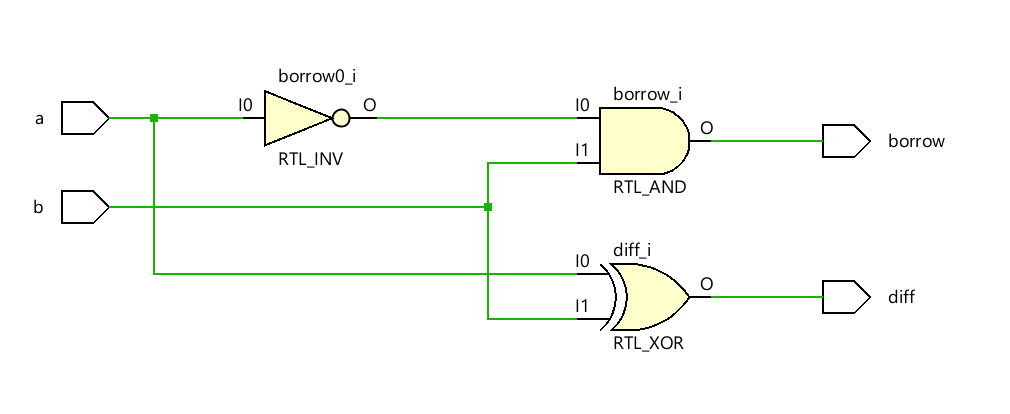 borrow0_i
a
I0
O
RTL_INV
borrow_i
I0
I1
O
RTL_AND
borrow
b
diff_i
I0
I1
O
RTL_XOR
diff